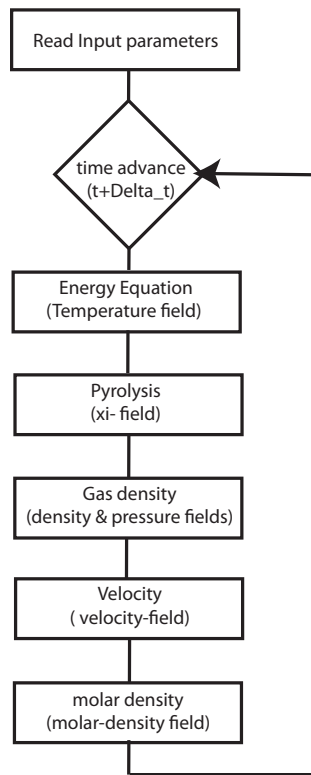 Read Input parameters
time advance
(t+Delta_t)
Energy Equation
(Temperature field)
Pyrolysis
(xi- field)
Gas density
(density & pressure fields)
Velocity
( velocity-field)
molar density
(molar-density field)